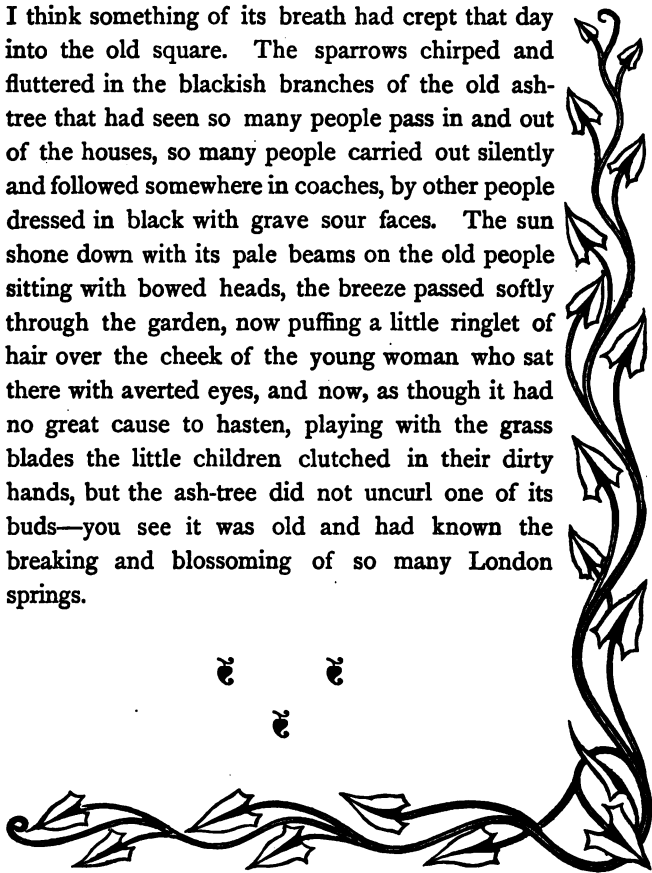 I think something of its breath had crept that day
into the old square. The sparrows chirped and
fluttered in the blackish branches of the old ash-
tree that had seen so many people pass in and out
of the houses, so many people carried out silently
and followed somewhere in coaches, by other people
dressed in black with grave sour faces. The sun
shone down with its pale beams on the old people
sitting with bowed heads, the breeze passed softly
through the garden, now puffing a little ringlet of
hair over the cheek of the young woman who sat
there with averted eyes, and now, as though it had
no great cause to hasten, playing with the grass
blades the little children clutched in their dirty
hands, but the ash-tree did not uncurl one of its
buds—you see it was old and had known the
breaking and blossoming of so many London
springs.